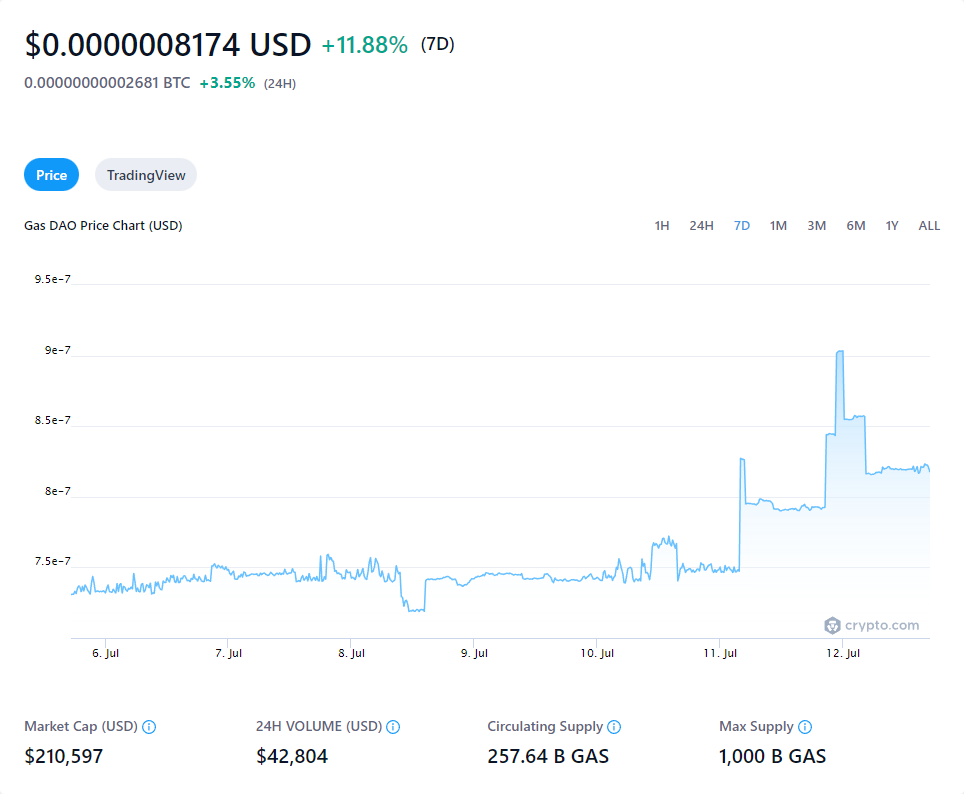 $0.0000008174 USD +11.88% (7D)
0.00000000002681 BTC +3.55% (24H)
Price TradingView
Gas DAO Price Chart (USD) 1H 24H 7D 1M 3M 6M 1Y ALL
9.5e-7
9e-7
8.5e-7
8e-7
7.5e-7
crypto.com
6. Jul 7. Jul 8. Jul 9. Jul 10. Jul 11. Jul 12. Jul
Market Cap (USD) 24H VOLUME (USD) Circulating Supply Max Supply
$210,597 $42,804 257.64 B GAS 1,000 B GAS